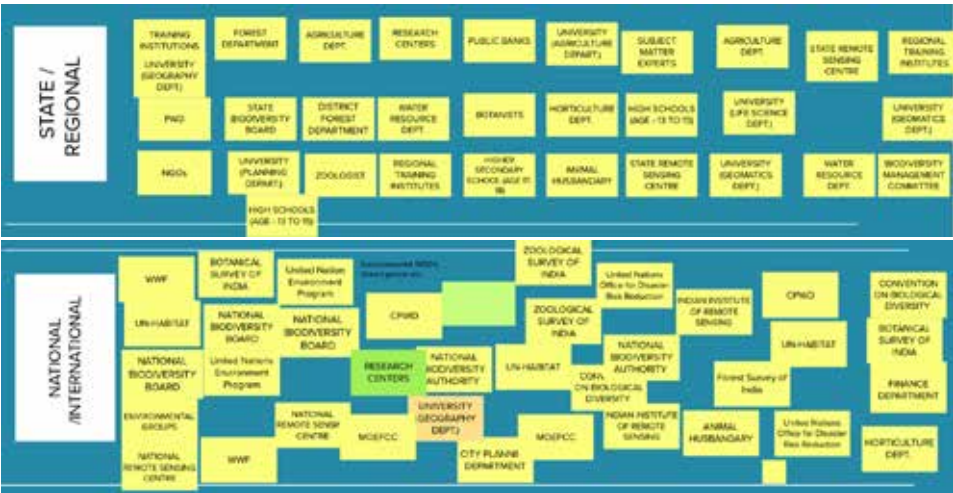 STATE /
REGIONAL
TRAINING
INSTITUTIONS
FOREST
DEPARTMENT
AGRICULTURE
DEPT.
RESEARCH
CENTERS
PUBLIC BANKS
UNIVERSITY
(AGRICULTURE
DEPART.)
SUBJECT
MATTER
EXPERTS
AGRICULTURE
DEPT.
STATE REMOTE
SENSING
CENTRE
REGIONAL
TRAINING
INSTITUTES
UNIVERSITY
(GEOGRAPHY
DEPT.)
STATE
BIODIVERSITY
BOARD
DISTRICT
FOREST
DEPARTMENT
WATER
RESOURCE
DEPT.
BOTANISTS
HORTICULTURE
DEPT.
HIGH SCHOOLS
(AGE - 13 TO 15)
UNIVERSITY
(LIFE SCIENCE
DEPT.)
UNIVERSITY
(GEOMATICS
DEPT.)
NGOs
UNIVERSITY
(PLANNING
DEPART.)
ZOOLOGIST
REGIONAL
TRAINING
INSTITUTES
HIGHER
SECONDARY
SCHOOL (AGE
ANIMAL
HUSBANDARY
STATE REMOTE
SENSING
CENTRE
UNIVERSITY
(GEOMATICS
DEPT.)
WATER
RESOURCE
DEPT.
BIODIVERSITY
MANAGEMENT
COMMITTEE
HIGH SCHOOLS
(AGE - 13 TO 15)
NATIONAL
/INTERNATIONAL
WWF
BOTANICAL
SURVEY OF
INDIA
United Nation
Environment
Program
ZOOLOGICAL
SURVEY OF
INDIA
United Nations
Office for Disaster
Risk Reduction
CPWD
CONVENTION
ON BIOLOGICAL
DIVERSITY
UN-HABITAT
NATIONAL
BIODIVERSITY
BOARD
NATIONAL
BIODIVERSITY
BOARD
CPWD
ZOOLOGICAL
SURVEY OF
INDIA
INDIAN INSTITUTE
OF REMOTE
SENSING
UN-HABITAT
BOTANICAL
SURVEY OF
INDIA
NATIONAL
BIODIVERSITY
BOARD
United Nations
Environment
Program
RESEARCH
CENTERS
NATIONAL
BIODIVERSITY
AUTHORITY
UN-HABITAT
NATIONAL
BIODIVERSITY
AUTHORITY
ON BIOLOGICAL
DIVERSITY
Forest Survey of
India
FINANCE
DEPARTMENT
ENVIRONMENTAL
GROUPS
NATIONAL
REMOTE SENSI
CENTRE
MOEFCC
UNIVERSITY
GEOGRAPHY
DEPT.)
MOEFCC
INDIAN INSTITUTE
OF REMOTE
SENSING
ANIMAL
HUSBANDARY
United Nations
Office for Disaster
Risk Reduction
HORTICULTURE
DEPT.
NATIONAL
REMOTE SENSING
CENTRE
WWF
CITY PLANNI
DEPARTMENT